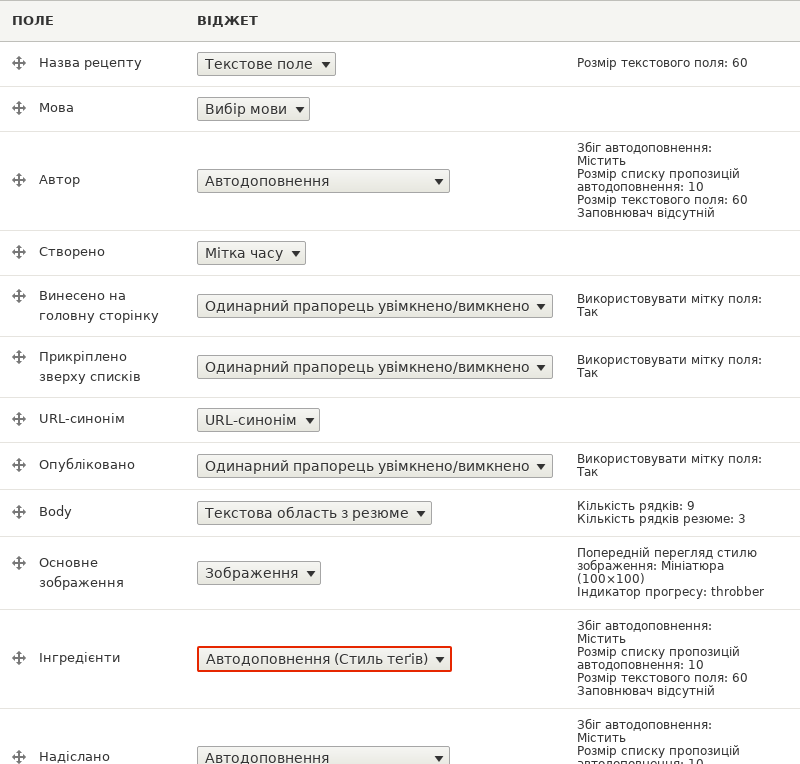 ПОЛЕ ВІДЖЕТ
Назва рецепту Текстове поле Розмір текстового поля: 60
Мова Вибір мови
Автор Автодоповнення
Збіг автодоповнення:
Містить
Розмір списку пропозицій
автодоповнення: 10
Розмір текстового поля: 60
Заповнювач відсутній
Створено Мітка часу
Винесено на
головну сторінку
Одинарний прапорець увімкнено/вимкнено
Використовувати мітку поля:
Так
Прикріплено
зверху списків
Одинарний прапорець увімкнено/вимкнено
Використовувати мітку поля:
Так
URL-синонім URL-синонім
Опубліковано Одинарний прапорець увімкнено/вимкнено
Використовувати мітку поля:
Так
Body Текстова область з резюме
Кількість рядків: 9
Кількість рядків резюме: 3
Основне
зображення
Зображення
Попередній перегляд стилю
зображення: Мініатюра
(100×100)
Індикатор прогресу: throbber
Інгредієнти Автодоповнення (Стиль теґів)
Збіг автодоповнення:
Містить
Розмір списку пропозицій
автодоповнення: 10
Розмір текстового поля: 60
Заповнювач відсутній
Надіслано Автодоповнення
Збіг автодоповнення:
Містить
Розмір списку пропозицій
автодоповнення: 10